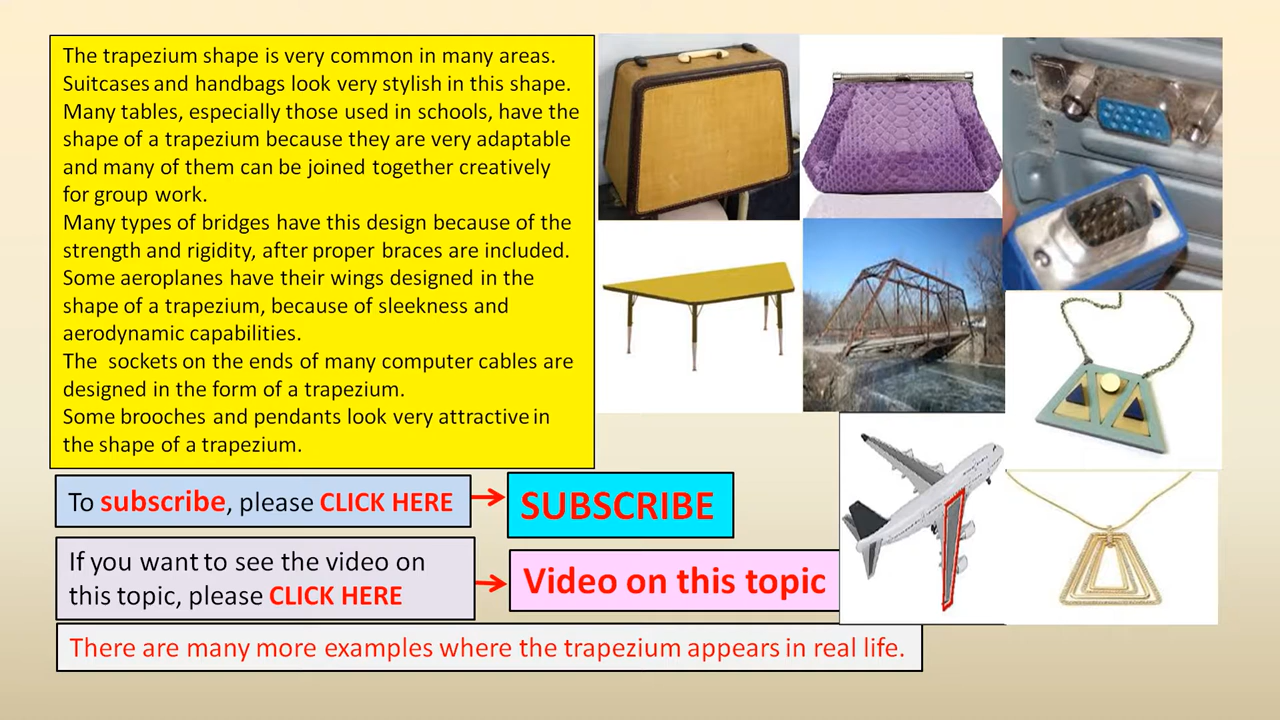 The trapezium shape is very common in many areas.
Suitcases and handbags look very stylish in this shape.
Many tables, especially those used in schools, have the
shape of a trapezium because they are very adaptable
and many of them can be joined together creatively
for group work.
Many types of bridges have this design because of the
strength and rigidity, after proper braces are included.
Some aeroplanes have their wings designed in the
shape of a trapezium, because of sleekness and
aerodynamic capabilities.
The sockets on the ends of many computer cables are
designed in the form of a trapezium.
Some brooches and pendants look very attractive in
the shape of a trapezium.
To subscribe, please CLICK HERE
SUBSCRIBE
If you want to see the video on
this topic, please CLICK HERE
Video on this topic
There are many more examples where the trapezium appears in real life.